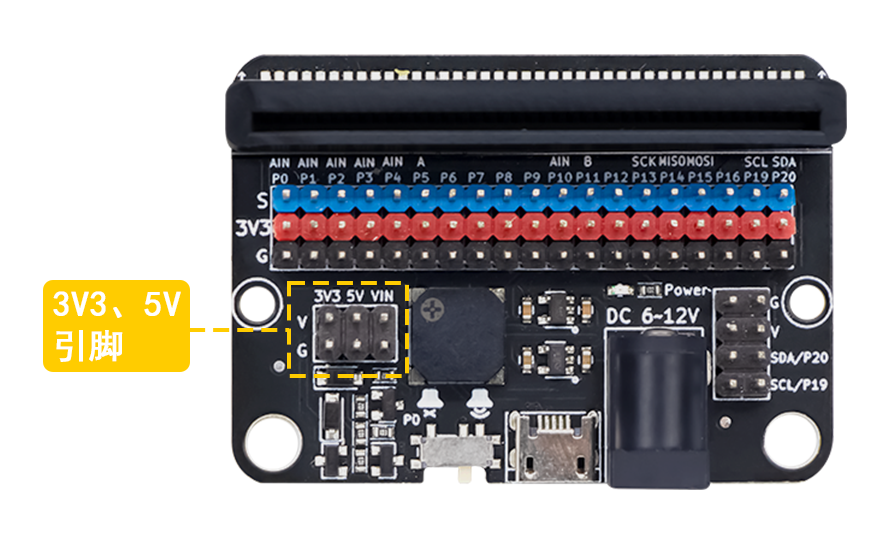 AIN AIN AIN AIN AIN A AIN B SCK MISO MOSI SCL SDA
P0 P1 P2 P3 P4 P5 P6 P7 P8 P9 P10 P11 P12 P13 P14 P15 P16 P19 P20
S
3V3
G
3V3、5V
引脚
3V3 5V VIN
V
G
Power
DC 6~12V
G
V
SDA/P20
SCL/P19
P0